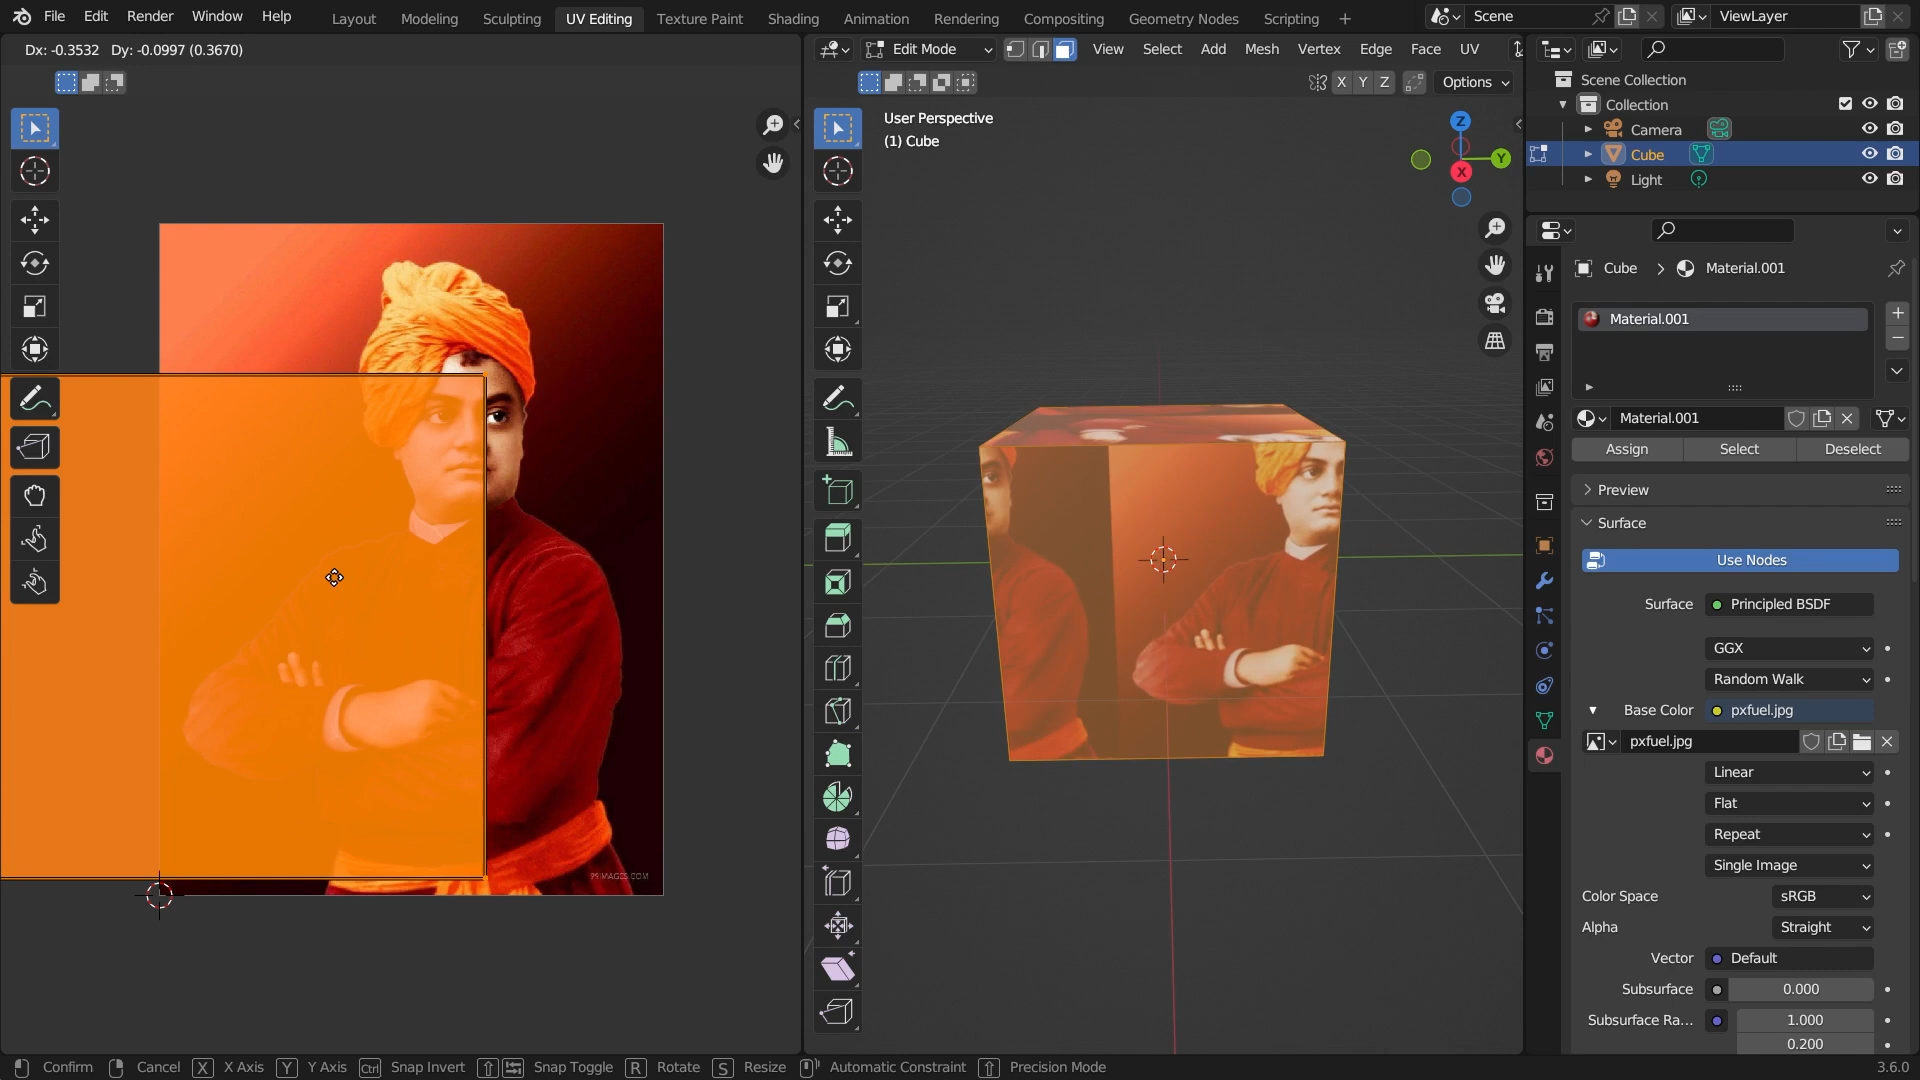 File Edit Render Window Help
Layout Modeling Sculpting UV Editing Texture Paint Shading Animation Rendering Compositing Geometry Nodes Scripting +
Scene
ViewLayer
Dx: -0.3532 Dy: -0.0997 (0.3670)
Edit Mode
View Select Add Mesh Vertex Edge Face UV
X Y Z
Options
User Perspective
(1) Cube
Z
Y
X
99IMAGES.COM
Scene Collection
Collection
Camera
Cube
Light
Cube > Material.001
Material.001
Material.001
Assign Select Deselect
Preview
Surface
Use Nodes
Surface Principled BSDF
GGX
Random Walk
Base Color pxfuel.jpg
pxfuel.jpg
Linear
Flat
Repeat
Single Image
Color Space sRGB
Alpha Straight
Vector Default
Subsurface 0.000
Subsurface Ra... 1.000
0.200
Confirm Cancel X X Axis Y Y Axis Ctrl Snap Invert Snap Toggle R Rotate S Resize Automatic Constraint Precision Mode
3.6.0